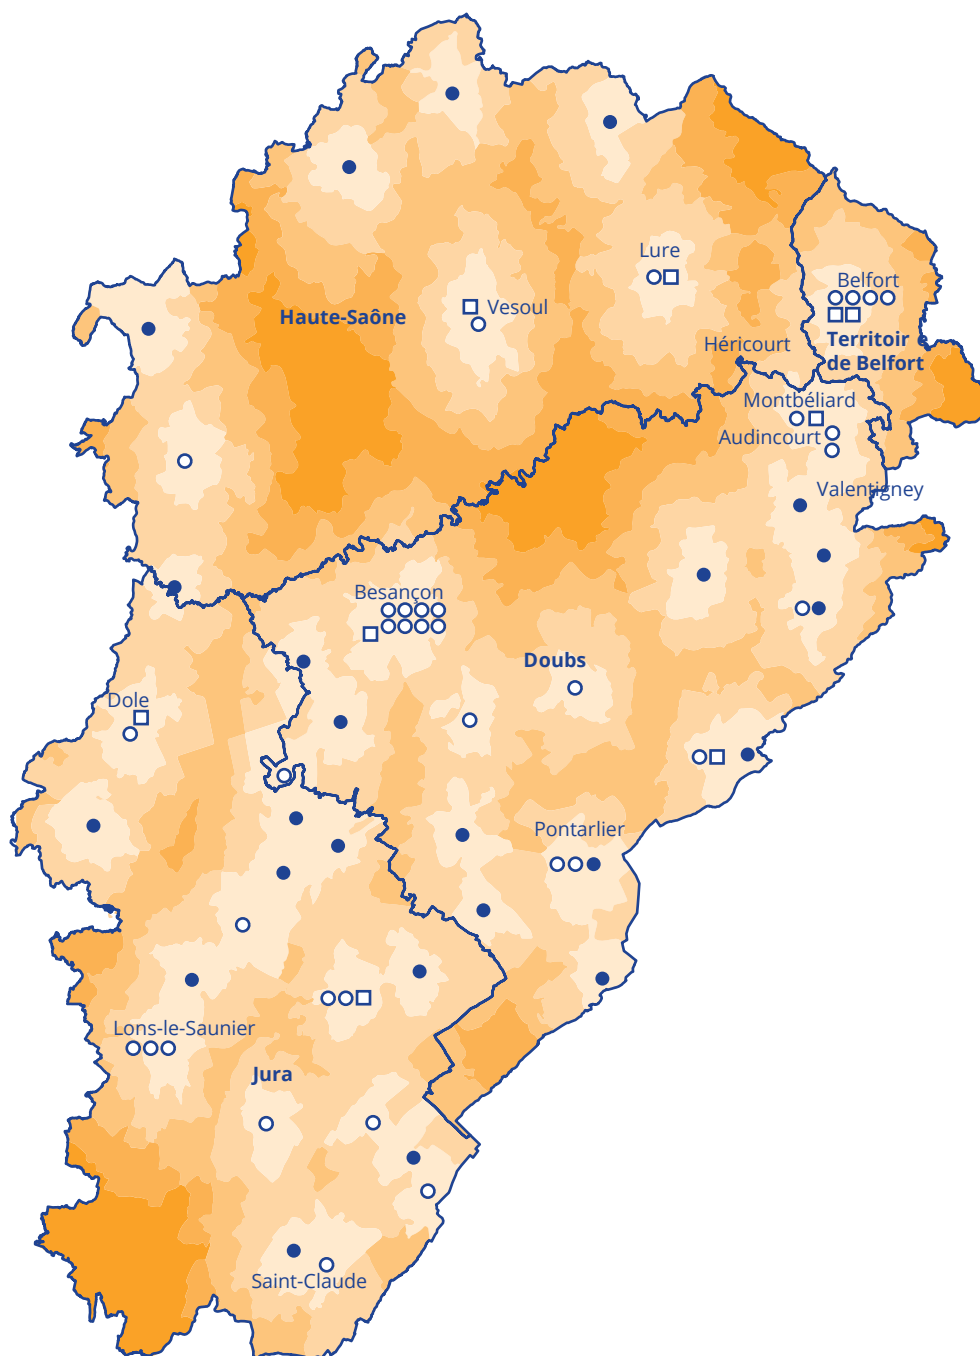 Lure
Belfort
Vesoul
Haute-Saône
Héricourt
Territoir e
de Belfort
Montbéliard
Audincourt
Valentigney
Besançon
Doubs
Dole
Pontarlier
Lons-le-Saunier
Jura
Saint-Claude